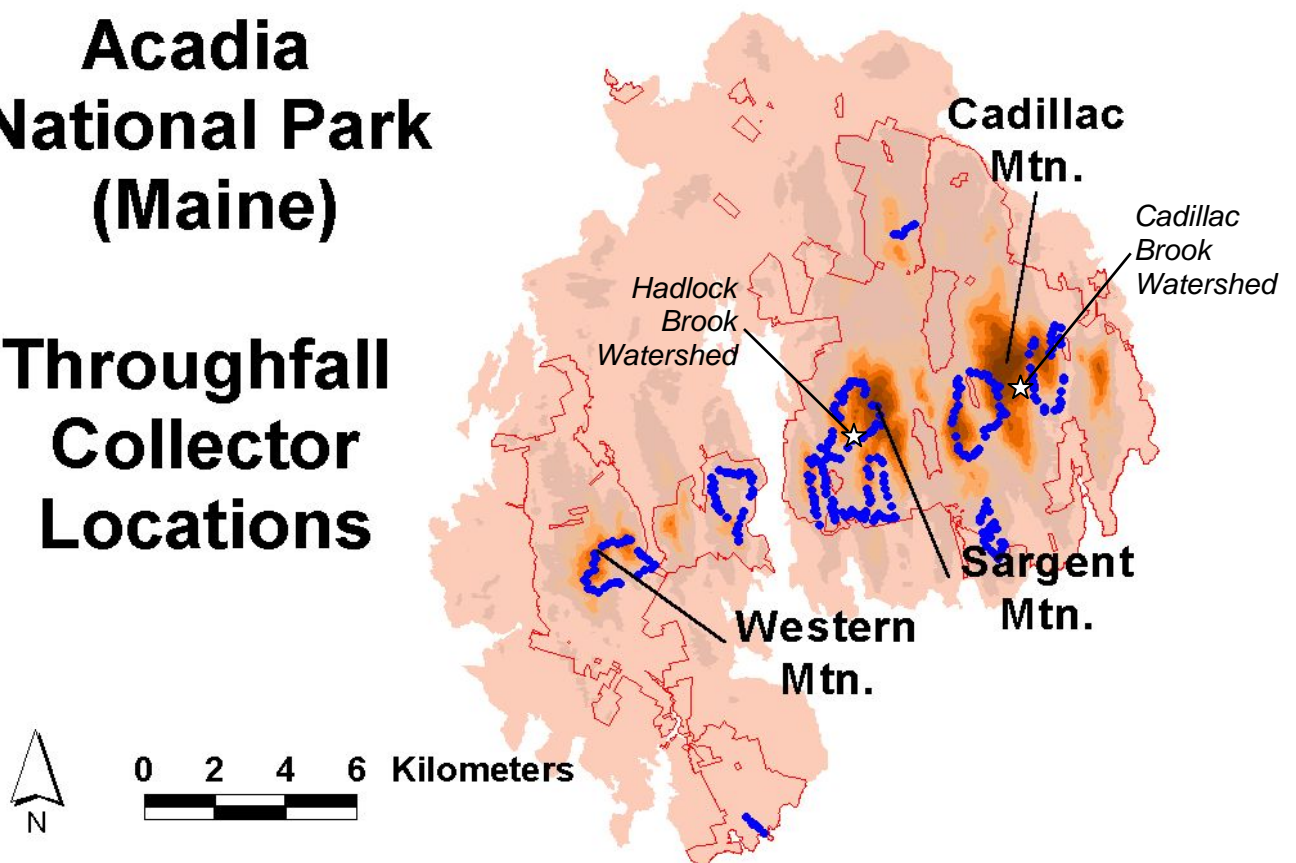 Acadia
National Park
(Maine)
Throughfall
Collector
Locations
Cadillac
Mtn.
Cadillac
Brook
Watershed
Hadlock
Brook
Watershed
Sargent
Mtn.
Western
Mtn.
0 2 4 6 Kilometers
N